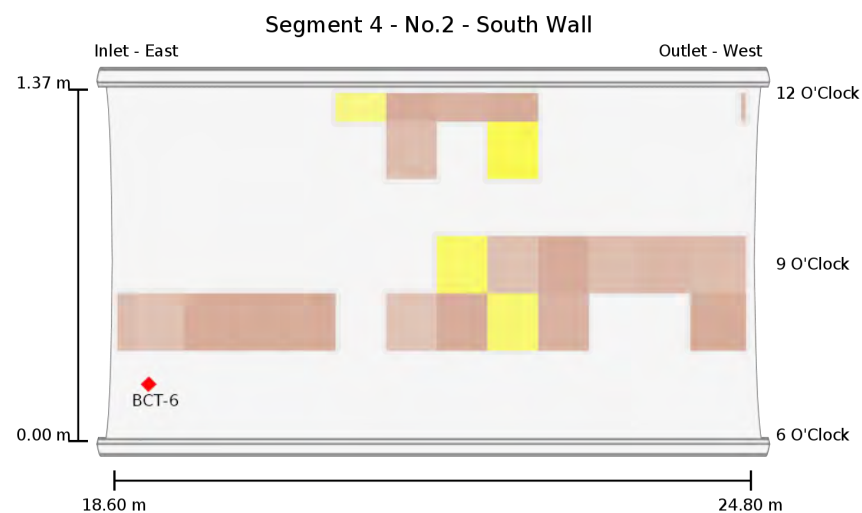 Segment 4 - No.2 - South Wall
Inlet - East
Outlet - West
1.37 m
12 O'Clock
9 O'Clock
BCT-6
0.00 m
6 O'Clock
18.60 m
24.80 m